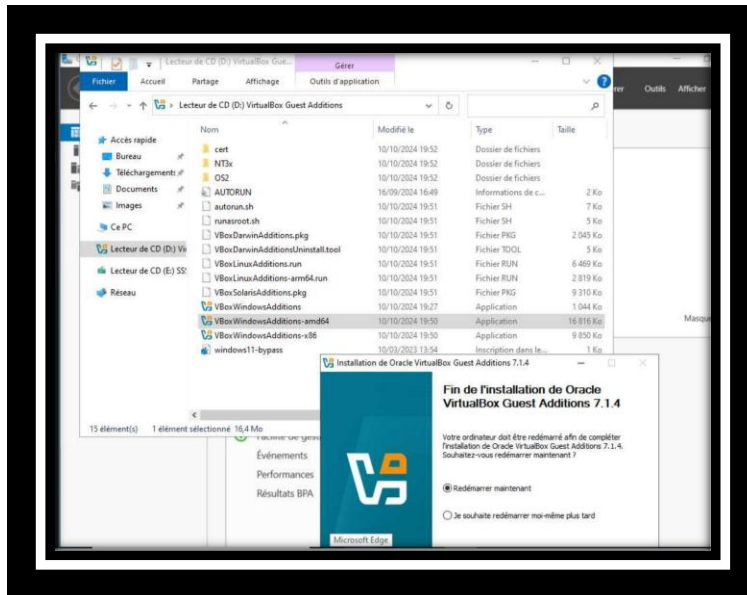 Lecteur de CD (D:) VirtualBox Gue...
Gérer
Fichier Accueil Partage Affichage Outils d'application
Outils Afficher
Lecteur de CD (D:) VirtualBox Guest Additions
Nom Modifié le Type Taille
Accès rapide
Bureau
Téléchargements
Documents
Images
Ce PC
Lecteur de CD (D:) Vi
Lecteur de CD (E:) SS
Réseau
cert 10/10/2024 19:52 Dossier de fichiers
NT3x 10/10/2024 19:52 Dossier de fichiers
OS2 10/10/2024 19:52 Dossier de fichiers
AUTORUN 16/09/2024 16:49 Informations de c... 2 Ko
autorun.sh 10/10/2024 19:51 Fichier SH 7 Ko
runasroot.sh 10/10/2024 19:51 Fichier SH 5 Ko
VBoxDarwinAdditions.pkg 10/10/2024 19:51 Fichier PKG 2 045 Ko
VBoxDarwinAdditionsUninstall.tool 10/10/2024 19:51 Fichier TOOL 5 Ko
VBoxLinuxAdditions.run 10/10/2024 19:51 Fichier RUN 6 469 Ko
VBoxLinuxAdditions-arm64.run 10/10/2024 19:51 Fichier RUN 2 819 Ko
VBoxSolarisAdditions.pkg 10/10/2024 19:51 Fichier PKG 9 310 Ko
VBoxWindowsAdditions 10/10/2024 19:27 Application 1 044 Ko
VBoxWindowsAdditions-amd64 10/10/2024 19:50 Application 16 816 Ko
VBoxWindowsAdditions-x86 10/10/2024 19:50 Application 9 850 Ko
windows11-bypass 10/03/2023 13:54 Inscription dans le... 1 Ko
Masque
15 élément(s) 1 élément sélectionné 16,4 Mo
Événements
Performances
Résultats BPA
Installation de Oracle VirtualBox Guest Additions 7.1.4
Fin de l'installation de Oracle
VirtualBox Guest Additions 7.1.4
Votre ordinateur doit être redémarré afin de compléter
l'installation de Oracle VirtualBox Guest Additions 7.1.4.
Souhaitez-vous redémarrer maintenant ?
Redémarrer maintenant
Je souhaite redémarrer moi-même plus tard
Microsoft Edge